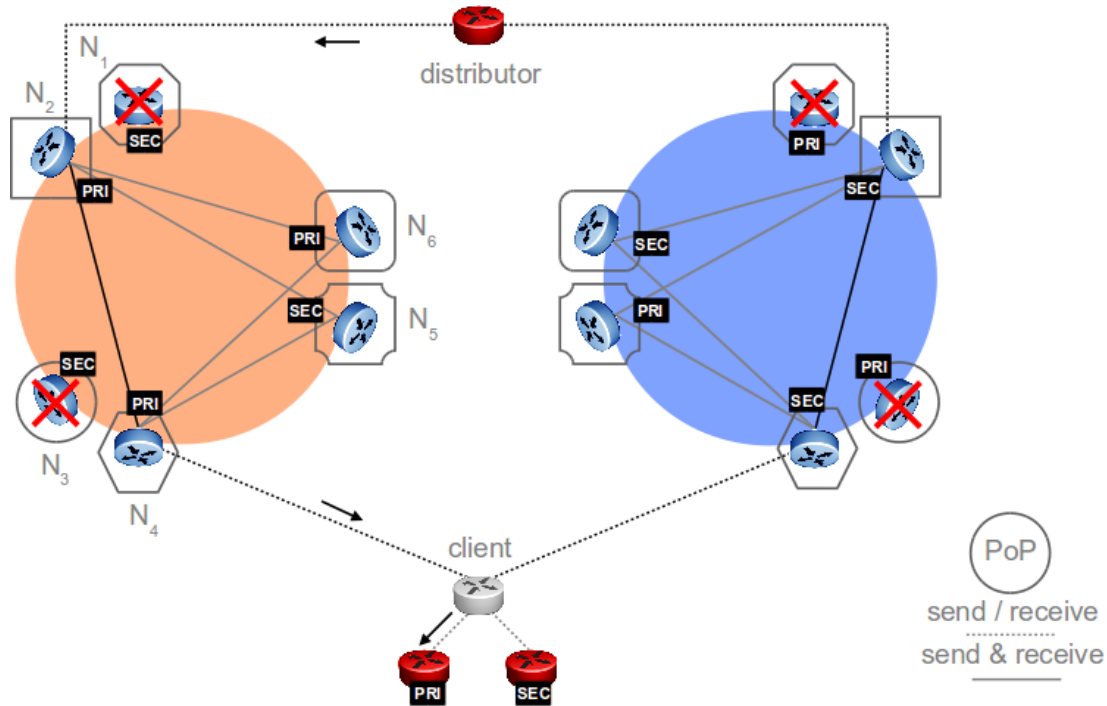 distributor
N1
SEC
PRI
N2
PRI
SEC
PRI
N6
SEC
SEC
N5
PRI
SEC
PRI
PRI
SEC
N3
N4
client
PoP
send / receive
send & receive
PRI
SEC